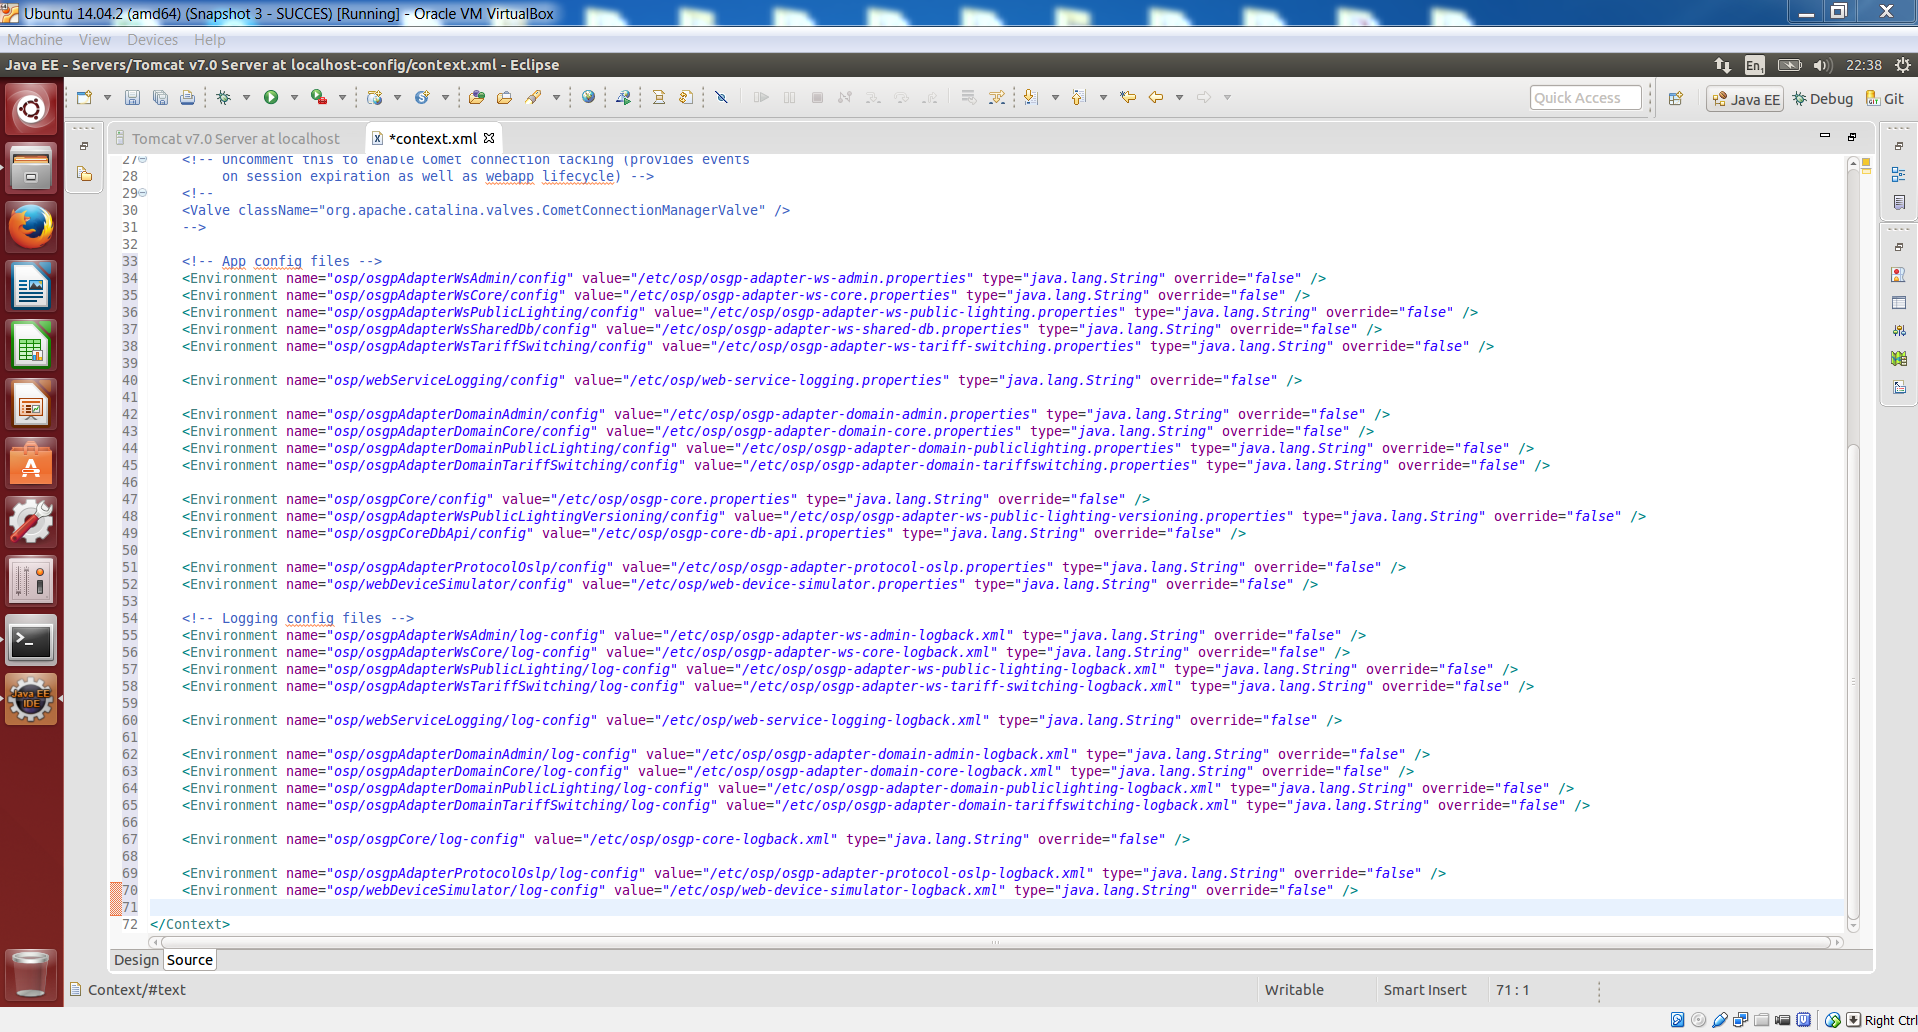 Ubuntu 14.04.2 (amd64) (Snapshot 3 - SUCCES) [Running] - Oracle VM VirtualBox
Machine View Devices Help
Java EE - Servers/Tomcat v7.0 Server at localhost-config/context.xml - Eclipse
En1
22:38
Quick Access
Java EE
Debug
Git
Tomcat v7.0 Server at localhost
*context.xml
27 <!-- Uncomment this to enable Comet connection tacking (provides events
28 on session expiration as well as webapp lifecycle) -->
29 <!--
30 <Valve className="org.apache.catalina.valves.CometConnectionManagerValve" />
31 -->
32
33 <!-- App config files -->
34 <Environment name="osp/osgpAdapterWsAdmin/config" value="/etc/osp/osgp-adapter-ws-admin.properties" type="java.lang.String" override="false" />
35 <Environment name="osp/osgpAdapterWsCore/config" value="/etc/osp/osgp-adapter-ws-core.properties" type="java.lang.String" override="false" />
36 <Environment name="osp/osgpAdapterWsPublicLighting/config" value="/etc/osp/osgp-adapter-ws-public-lighting.properties" type="java.lang.String" override="false" />
37 <Environment name="osp/osgpAdapterWsSharedDb/config" value="/etc/osp/osgp-adapter-ws-shared-db.properties" type="java.lang.String" override="false" />
38 <Environment name="osp/osgpAdapterWsTariffSwitching/config" value="/etc/osp/osgp-adapter-ws-tariff-switching.properties" type="java.lang.String" override="false" />
39
40 <Environment name="osp/webServiceLogging/config" value="/etc/osp/web-service-logging.properties" type="java.lang.String" override="false" />
41
42 <Environment name="osp/osgpAdapterDomainAdmin/config" value="/etc/osp/osgp-adapter-domain-admin.properties" type="java.lang.String" override="false" />
43 <Environment name="osp/osgpAdapterDomainCore/config" value="/etc/osp/osgp-adapter-domain-core.properties" type="java.lang.String" override="false" />
44 <Environment name="osp/osgpAdapterDomainPublicLighting/config" value="/etc/osp/osgp-adapter-domain-publiclighting.properties" type="java.lang.String" override="false" />
45 <Environment name="osp/osgpAdapterDomainTariffSwitching/config" value="/etc/osp/osgp-adapter-domain-tariffswitching.properties" type="java.lang.String" override="false" />
46
47 <Environment name="osp/osgpCore/config" value="/etc/osp/osgp-core.properties" type="java.lang.String" override="false" />
48 <Environment name="osp/osgpAdapterWsPublicLightingVersioning/config" value="/etc/osp/osgp-adapter-ws-public-lighting-versioning.properties" type="java.lang.String" override="false" />
49 <Environment name="osp/osgpCoreDbApi/config" value="/etc/osp/osgp-core-db-api.properties" type="java.lang.String" override="false" />
50
51 <Environment name="osp/osgpAdapterProtocolOslp/config" value="/etc/osp/osgp-adapter-protocol-oslp.properties" type="java.lang.String" override="false" />
52 <Environment name="osp/webDeviceSimulator/config" value="/etc/osp/web-device-simulator.properties" type="java.lang.String" override="false" />
53
54 <!-- Logging config files -->
55 <Environment name="osp/osgpAdapterWsAdmin/log-config" value="/etc/osp/osgp-adapter-ws-admin-logback.xml" type="java.lang.String" override="false" />
56 <Environment name="osp/osgpAdapterWsCore/log-config" value="/etc/osp/osgp-adapter-ws-core-logback.xml" type="java.lang.String" override="false" />
57 <Environment name="osp/osgpAdapterWsPublicLighting/log-config" value="/etc/osp/osgp-adapter-ws-public-lighting-logback.xml" type="java.lang.String" override="false" />
58 <Environment name="osp/osgpAdapterWsTariffSwitching/log-config" value="/etc/osp/osgp-adapter-ws-tariff-switching-logback.xml" type="java.lang.String" override="false" />
59
60 <Environment name="osp/webServiceLogging/log-config" value="/etc/osp/web-service-logging-logback.xml" type="java.lang.String" override="false" />
61
62 <Environment name="osp/osgpAdapterDomainAdmin/log-config" value="/etc/osp/osgp-adapter-domain-admin-logback.xml" type="java.lang.String" override="false" />
63 <Environment name="osp/osgpAdapterDomainCore/log-config" value="/etc/osp/osgp-adapter-domain-core-logback.xml" type="java.lang.String" override="false" />
64 <Environment name="osp/osgpAdapterDomainPublicLighting/log-config" value="/etc/osp/osgp-adapter-domain-publiclighting-logback.xml" type="java.lang.String" override="false" />
65 <Environment name="osp/osgpAdapterDomainTariffSwitching/log-config" value="/etc/osp/osgp-adapter-domain-tariffswitching-logback.xml" type="java.lang.String" override="false" />
66
67 <Environment name="osp/osgpCore/log-config" value="/etc/osp/osgp-core-logback.xml" type="java.lang.String" override="false" />
68
69 <Environment name="osp/osgpAdapterProtocolOslp/log-config" value="/etc/osp/osgp-adapter-protocol-oslp-logback.xml" type="java.lang.String" override="false" />
70 <Environment name="osp/webDeviceSimulator/log-config" value="/etc/osp/web-device-simulator-logback.xml" type="java.lang.String" override="false" />
71
72 </Context>
Java EE
IDE
Design Source
Context/#text
Writable
Smart Insert
71 : 1
Right Ctrl